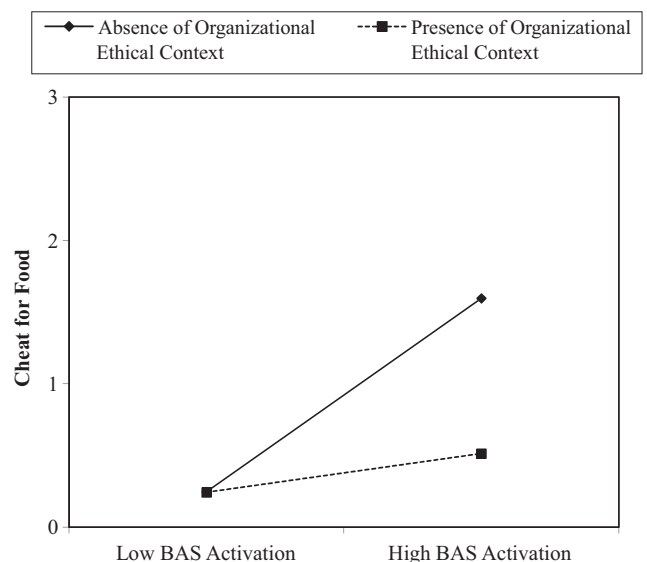 Absence of Organizational
Ethical Context
Presence of Organizational
Ethical Context
3
2
1
0
Cheat for Food
Low BAS Activation
High BAS Activation